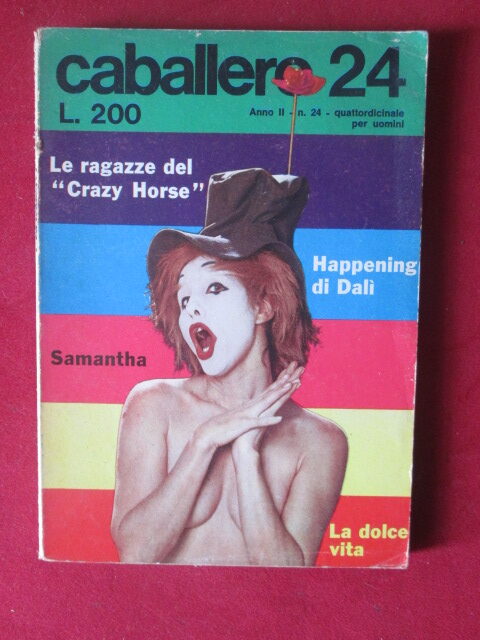 caballero 24
L. 200
Anno II - n. 24 - quattordicinale
per uomini
Le ragazze del
"Crazy Horse"
Happening
di Dalì
Samantha
La dolce
vita